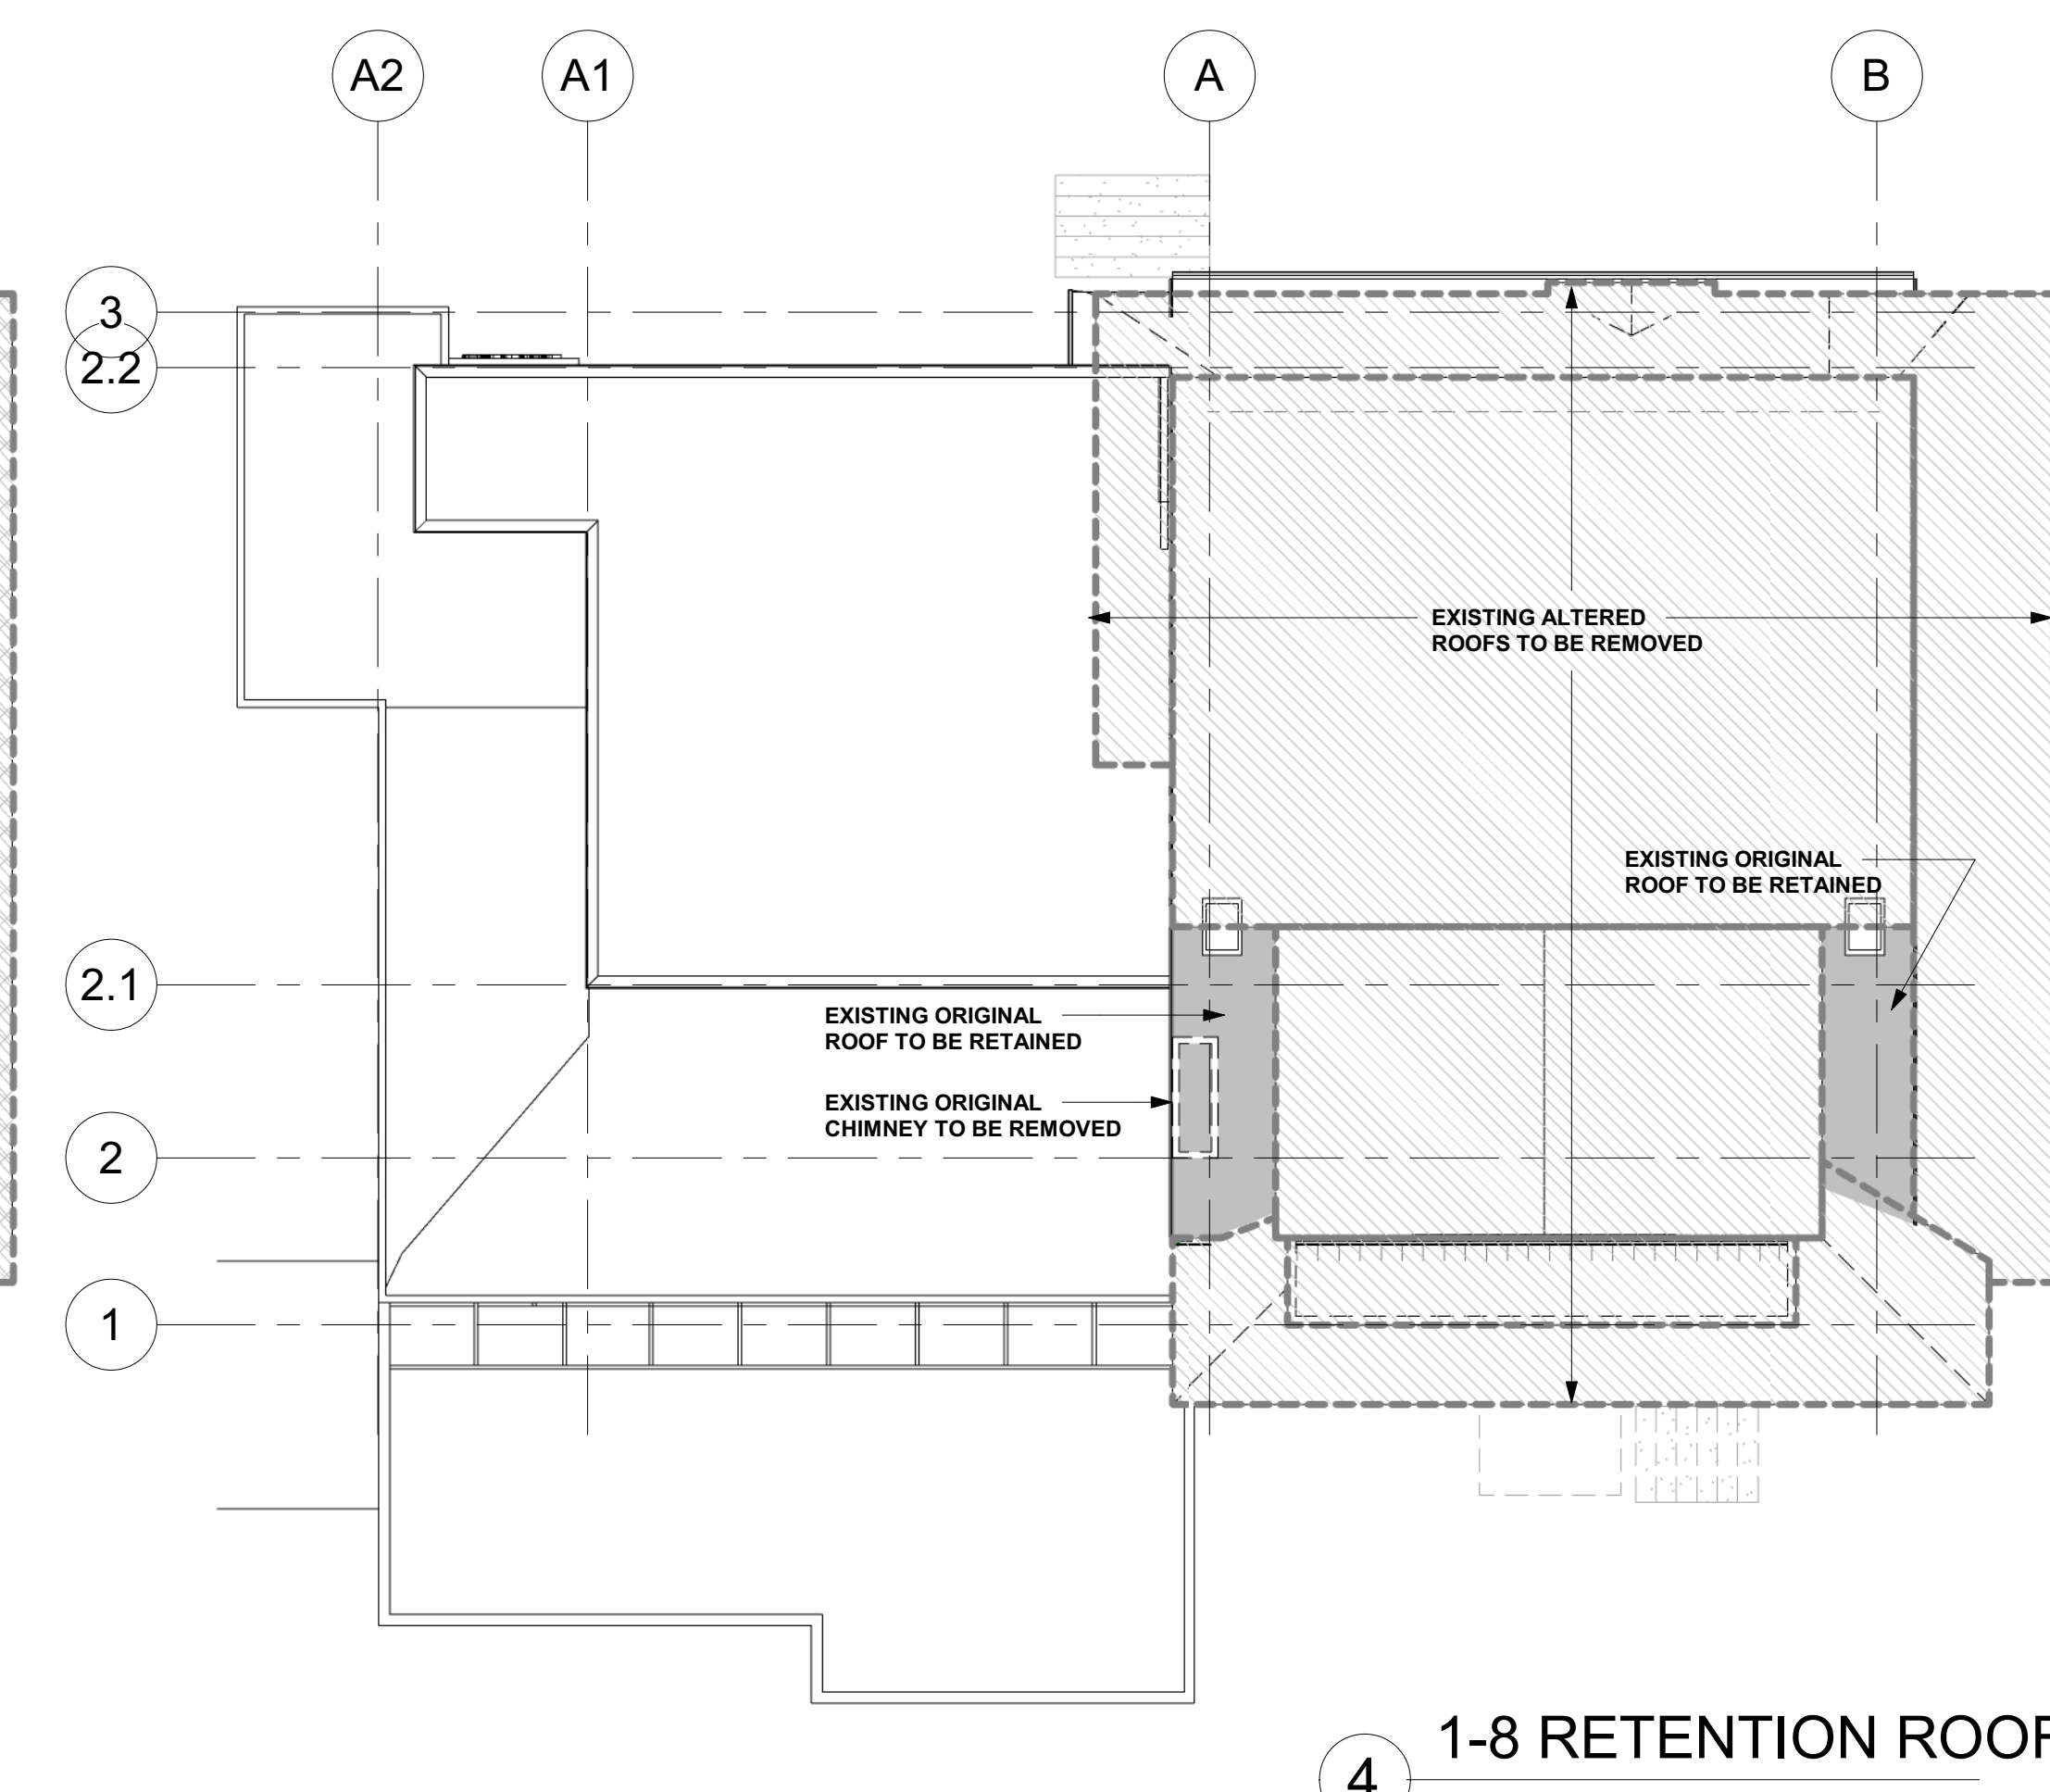 A2
A1
A
B
3
2.2
EXISTING ALTERED
ROOFS TO BE REMOVED
EXISTING ORIGINAL
ROOF TO BE RETAINED
2.1
EXISTING ORIGINAL
ROOF TO BE RETAINED
EXISTING ORIGINAL
CHIMNEY TO BE REMOVED
2
1
1-8 RETENTION ROOF
4